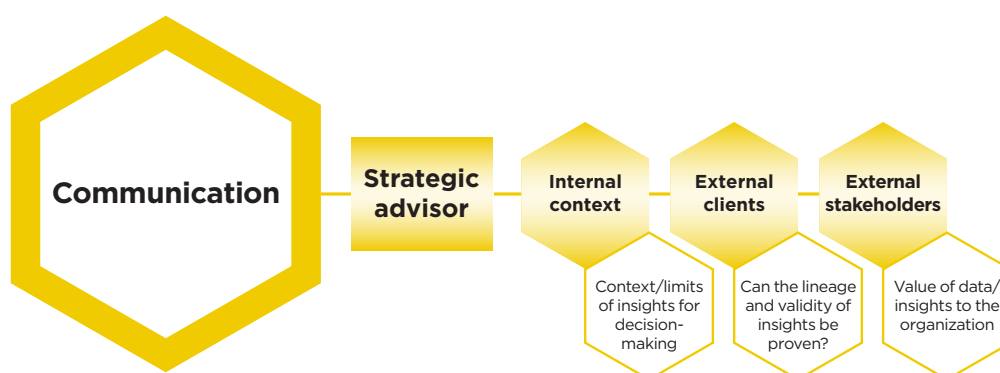 Communication
Strategic
advisor
Internal
context
External
clients
External
stakeholders
Context/limits
of insights for
decision-
making
Can the lineage
and validity of
insights be
proven?
Value of data/
insights to the
organization